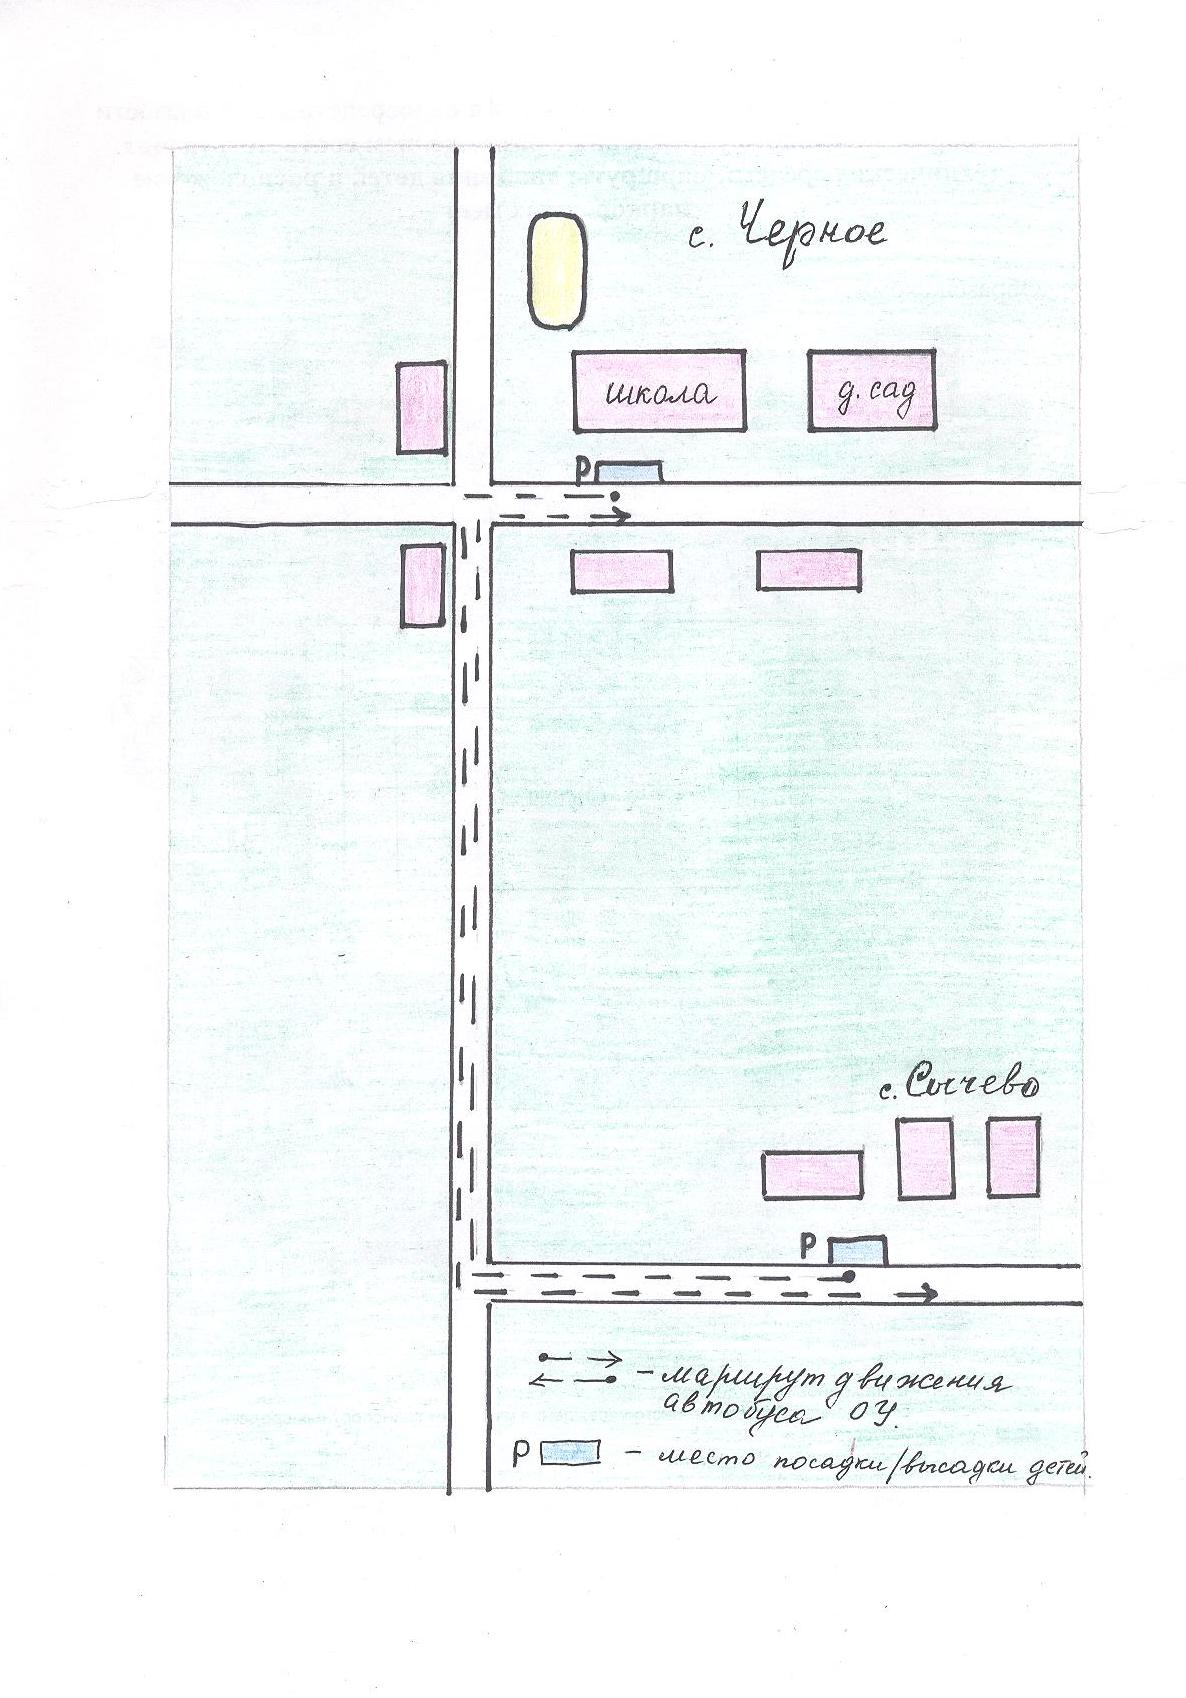 с. Черное
школа
д. сад
Р
с. Сычево
Р
– маршрут движения
автобуса ОУ.
Р – место посадки/высадки детей.